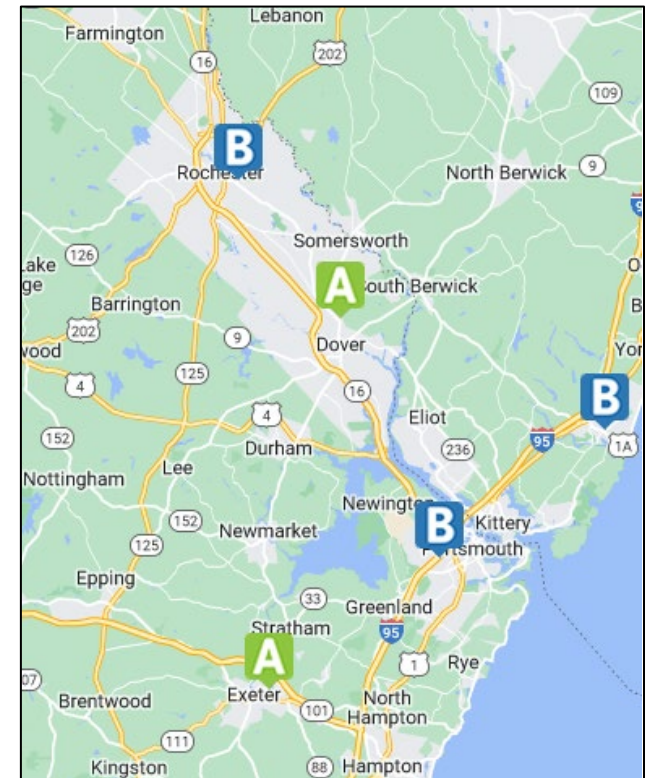 Lebanon
Farmington
202
16
109
B
Rochester
North Berwick
9
Somersworth
126
Lake
A
South Berwick
Barrington
202
9
Dover
125
4
16
B
Eliot
4
95
1A
152
Durham
236
Lee
Nottingham
Newington
B
152
Newmarket
Kittery
125
Portsmouth
Epping
33
Greenland
Stratham
95
A
1
Rye
Exeter
Brentwood
North
Hampton
101
111
Kingston
88
Hampton